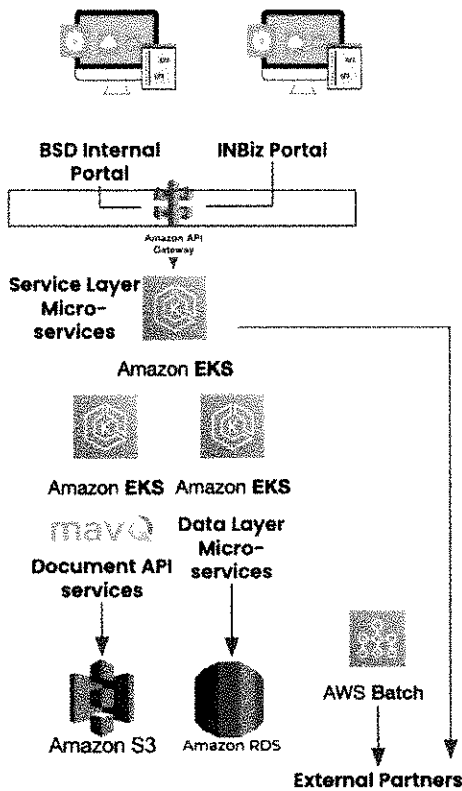 BSD Internal
Portal
INBiz Portal
Amazon API
Gateway
Service Layer
Micro-
services
Amazon EKS
Amazon EKS
Amazon EKS
mavQ
Document API
services
Data Layer
Micro-
services
AWS Batch
Amazon S3
Amazon RDS
External Partners